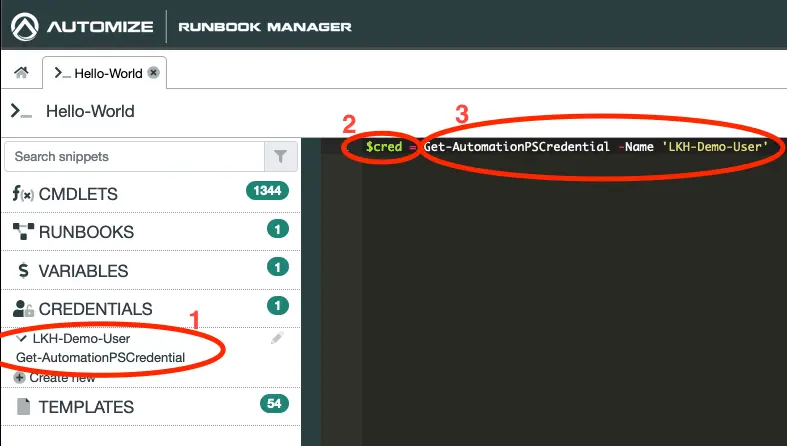 AUTOMIZE RUNBOOK MANAGER
>_ Hello-World
>_ Hello-World
2
3
Search snippets
$cred = Get-AutomationPSCredential -Name 'LKH-Demo-User'
f(x) CMDLETS 1344
RUNBOOKS 1
$ VARIABLES 1
CREDENTIALS 1
1
LKH-Demo-User
Get-AutomationPSCredential
Create new
TEMPLATES 54